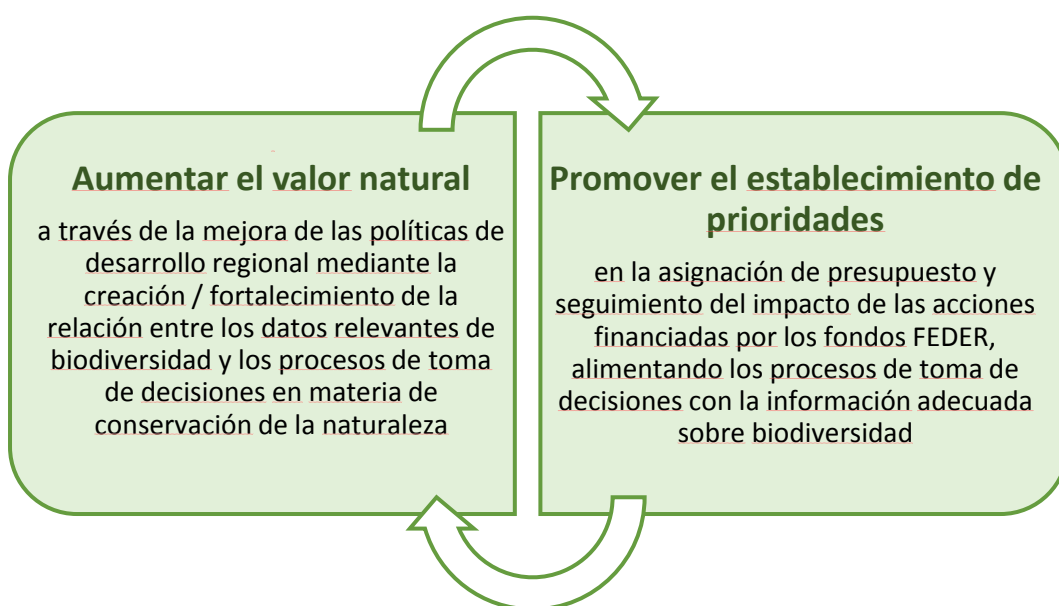 Aumentar el valor natural
a través de la mejora de las políticas de
desarrollo regional mediante la
creación / fortalecimiento de la
relación entre los datos relevantes de
biodiversidad y los procesos de toma
de decisiones en materia de
conservación de la naturaleza
Promover el establecimiento de
prioridades
en la asignación de presupuesto y
seguimiento del impacto de las acciones
financiadas por los fondos FEDER,
alimentando los procesos de toma de
decisiones con la información adecuada
sobre biodiversidad